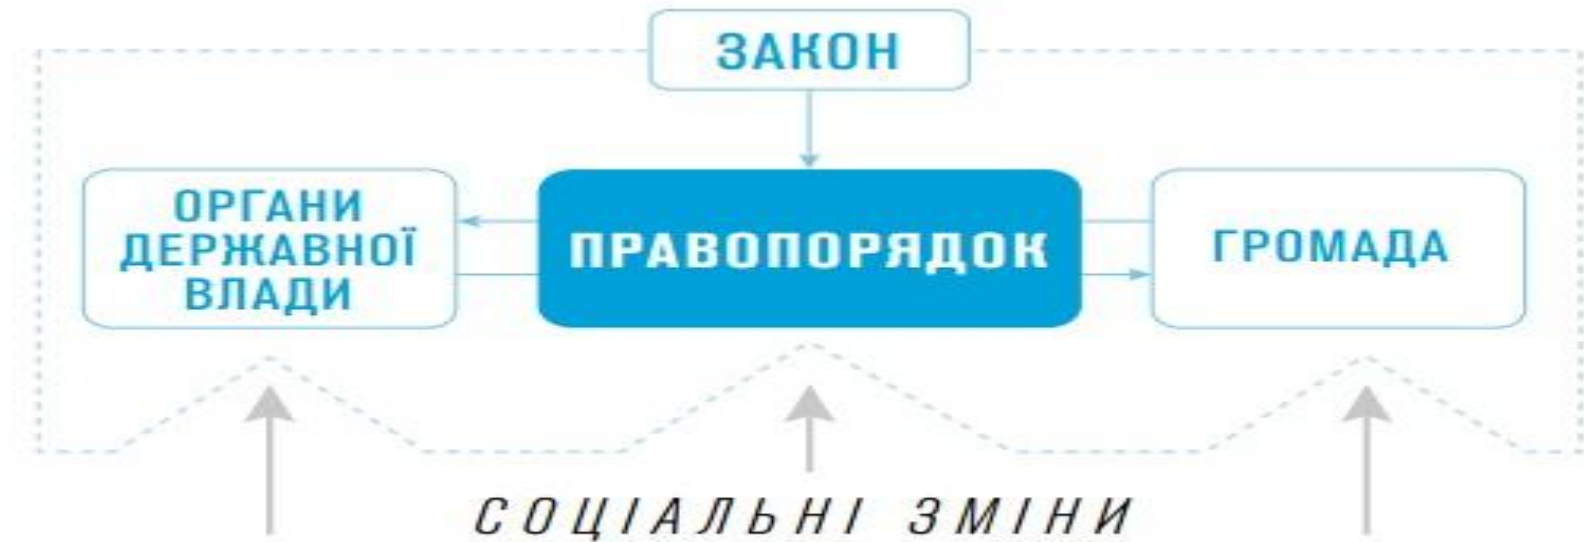 ЗАКОН
ОРГАНИ
ДЕРЖАВНОЇ
ВЛАДИ
ПРАВОПОРЯДОК
ГРОМАДА
СОЦІАЛЬНІ ЗМІНИ